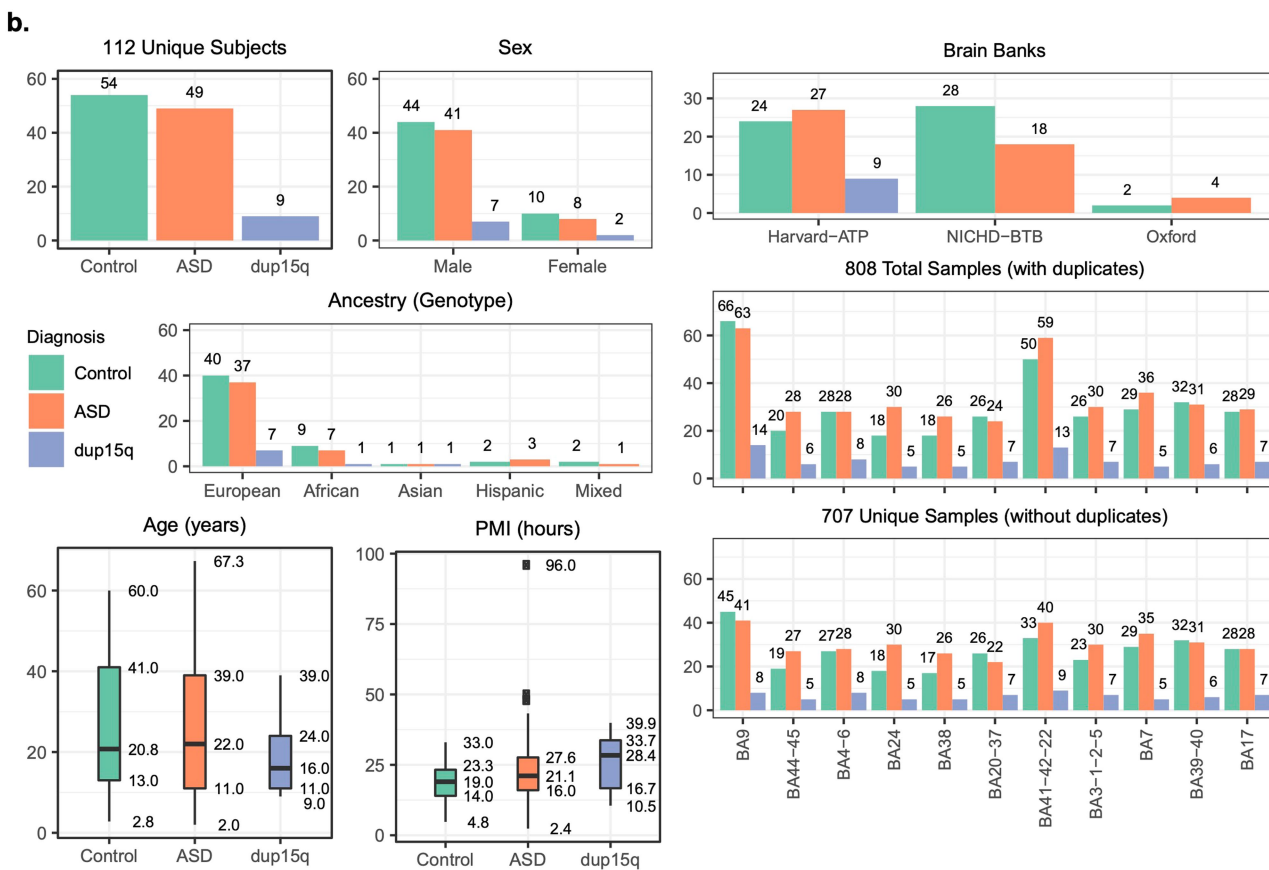 b.
112 Unique Subjects
60
40
20
0
54
49
9
Control ASD dup15q
Sex
60
40
20
0
44 41 7
10 8 2
Male Female
Brain Banks
30
20
10
0
24 27 9
28 18
2 4
Harvard−ATP NICHD−BTB Oxford
Ancestry (Genotype)
60
40
20
0
40 37 7
9 7 1
1 1 1
2 3
2 1
European African Asian Hispanic Mixed
Diagnosis
Control
ASD
dup15q
808 Total Samples (with duplicates)
60
40
20
0
66 63 14
20 28 6
28 28 8
18 30 5
18 26 5
26 24 7
50 59 13
26 30 7
29 36 5
32 31 6
28 29 7
Age (years)
60
40
20
0
60.0
41.0
20.8
13.0
2.8
67.3
39.0
22.0
11.0
2.0
39.0
24.0
16.0
11.0
9.0
Control ASD dup15q
PMI (hours)
100
75
50
25
0
33.0
23.3
19.0
14.0
4.8
96.0
27.6
21.1
16.0
2.4
39.9
33.7
28.4
16.7
10.5
Control ASD dup15q
707 Unique Samples (without duplicates)
60
40
20
0
45 41 8
19 27 5
27 28 8
18 30 5
17 26 5
26 22 7
33 40 9
23 30 7
29 35 5
32 31 6
28 28 7
BA9
BA44−45
BA4−6
BA24
BA38
BA20−37
BA41−42−22
BA3−1−2−5
BA7
BA39−40
BA17